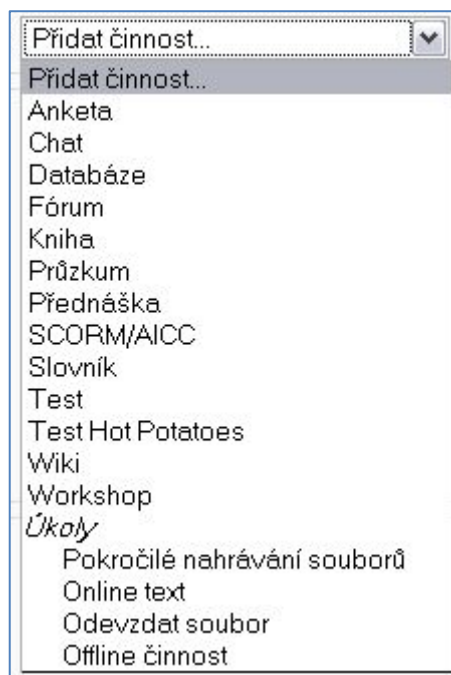 Přidat činnost...
Přidat činnost...
Anketa
Chat
Databáze
Fórum
Kniha
Průzkum
Přednáška
SCORM/AICC
Slovník
Test
Test Hot Potatoes
Wiki
Workshop
Úkoly
Pokročilé nahrávání souborů
Online text
Odevzdat soubor
Offline činnost